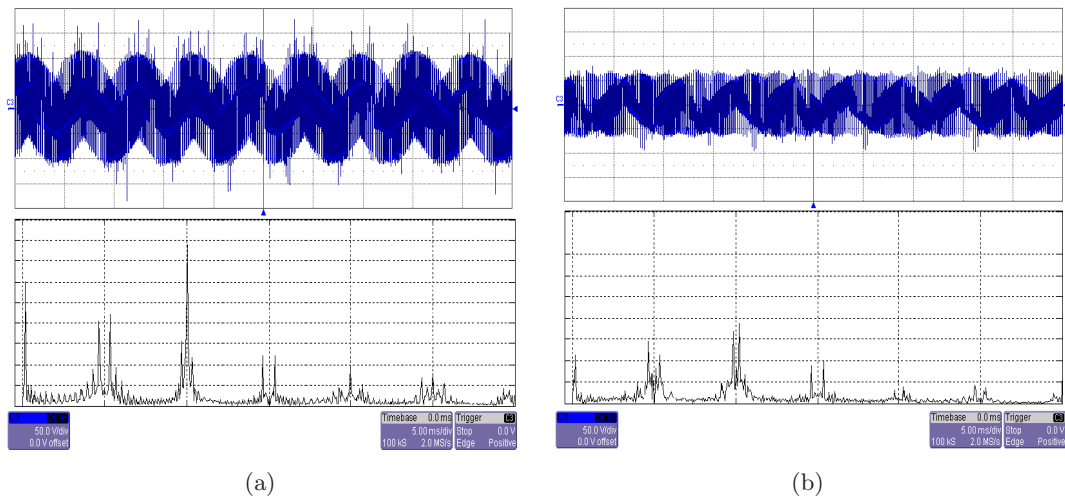 C3
C3
C3
50.0 V/div
0.0 V offset
Timebase 0.0 ms
5.00 ms/div
100 kS 2.0 MS/s
Trigger C3
Stop 0.0 V
Edge Positive
50.0 V/div
0.0 V offset
Timebase 0.0 ms
5.00 ms/div
100 kS 2.0 MS/s
Trigger C3
Stop 0.0 V
Edge Positive
(a)
(b)